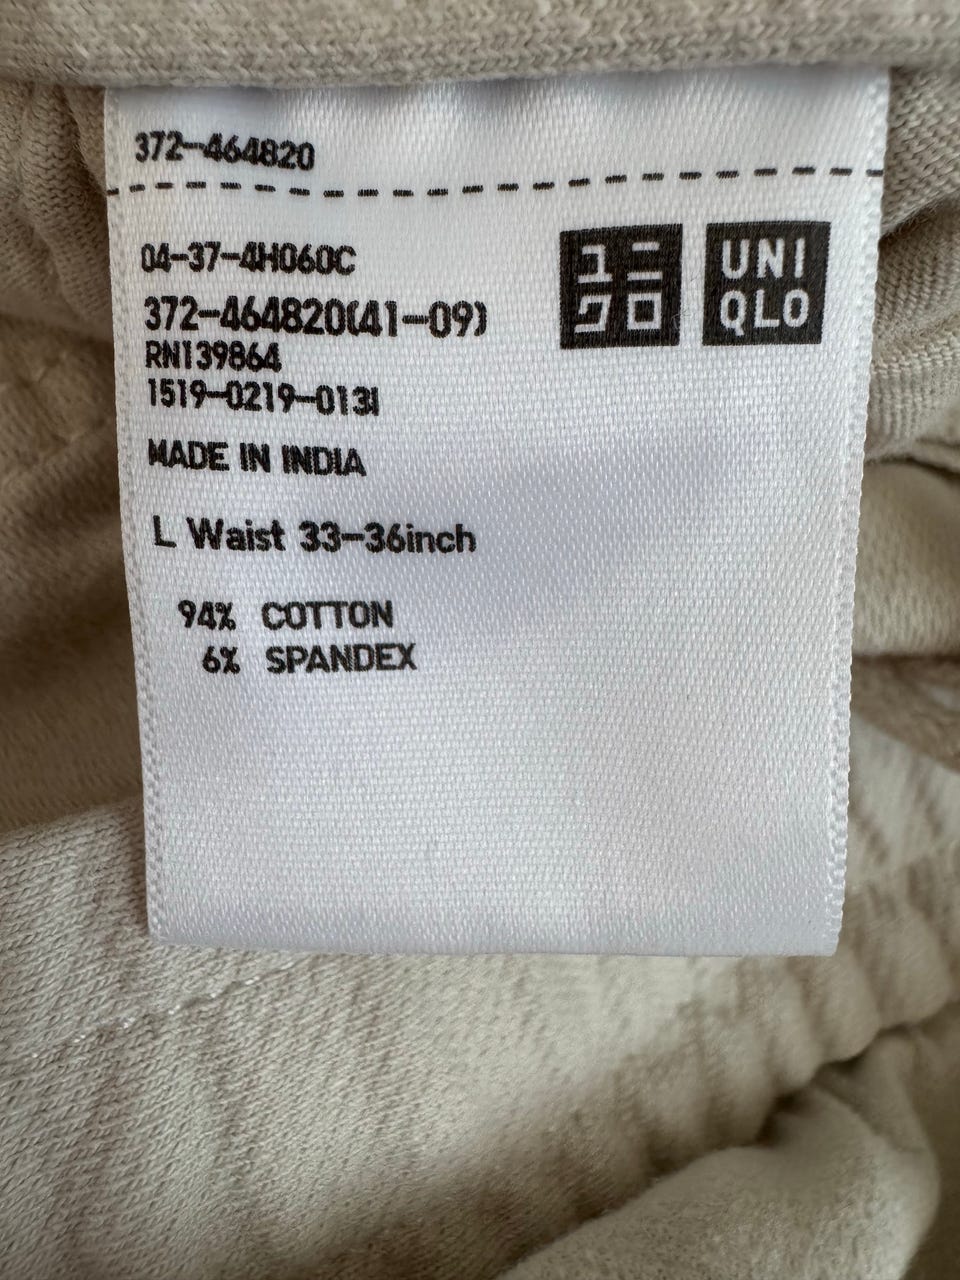 372-464820
ユニ
クロ
UNI
QLO
04-37-4H060C
372-464820(41-09)
RN139864
1519-0219-0131
MADE IN INDIA
L Waist 33-36inch
94% COTTON
6% SPANDEX